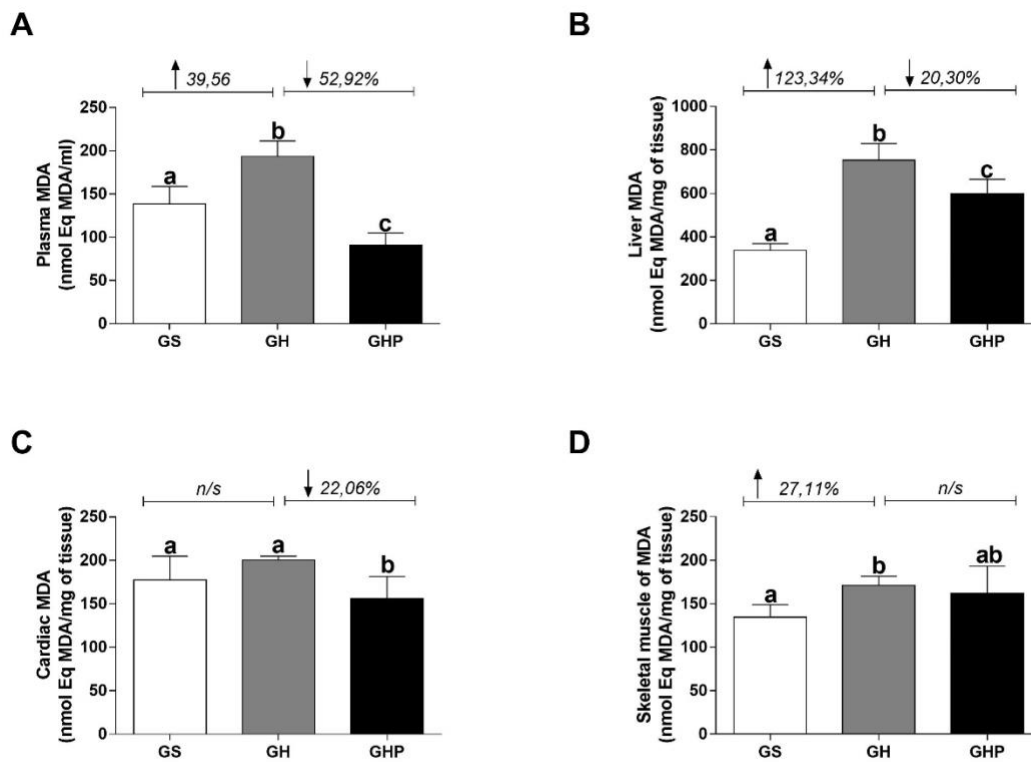 A
↑ 39,56 ↓ 52,92%
Plasma MDA
(nmol Eq MDA/ml)
250
200
150
100
50
0
a
b
c
GS GH GHP
B
↑ 123,34% ↓ 20,30%
Liver MDA
(nmol Eq MDA/mg of tissue)
1000
800
600
400
200
0
a
b
c
GS GH GHP
C
n/s ↓ 22,06%
Cardiac MDA
(nmol Eq MDA/mg of tissue)
250
200
150
100
50
0
a
a
b
GS GH GHP
D
↑ 27,11% n/s
Skeletal muscle of MDA
(nmol Eq MDA/mg of tissue)
250
200
150
100
50
0
a
b
ab
GS GH GHP